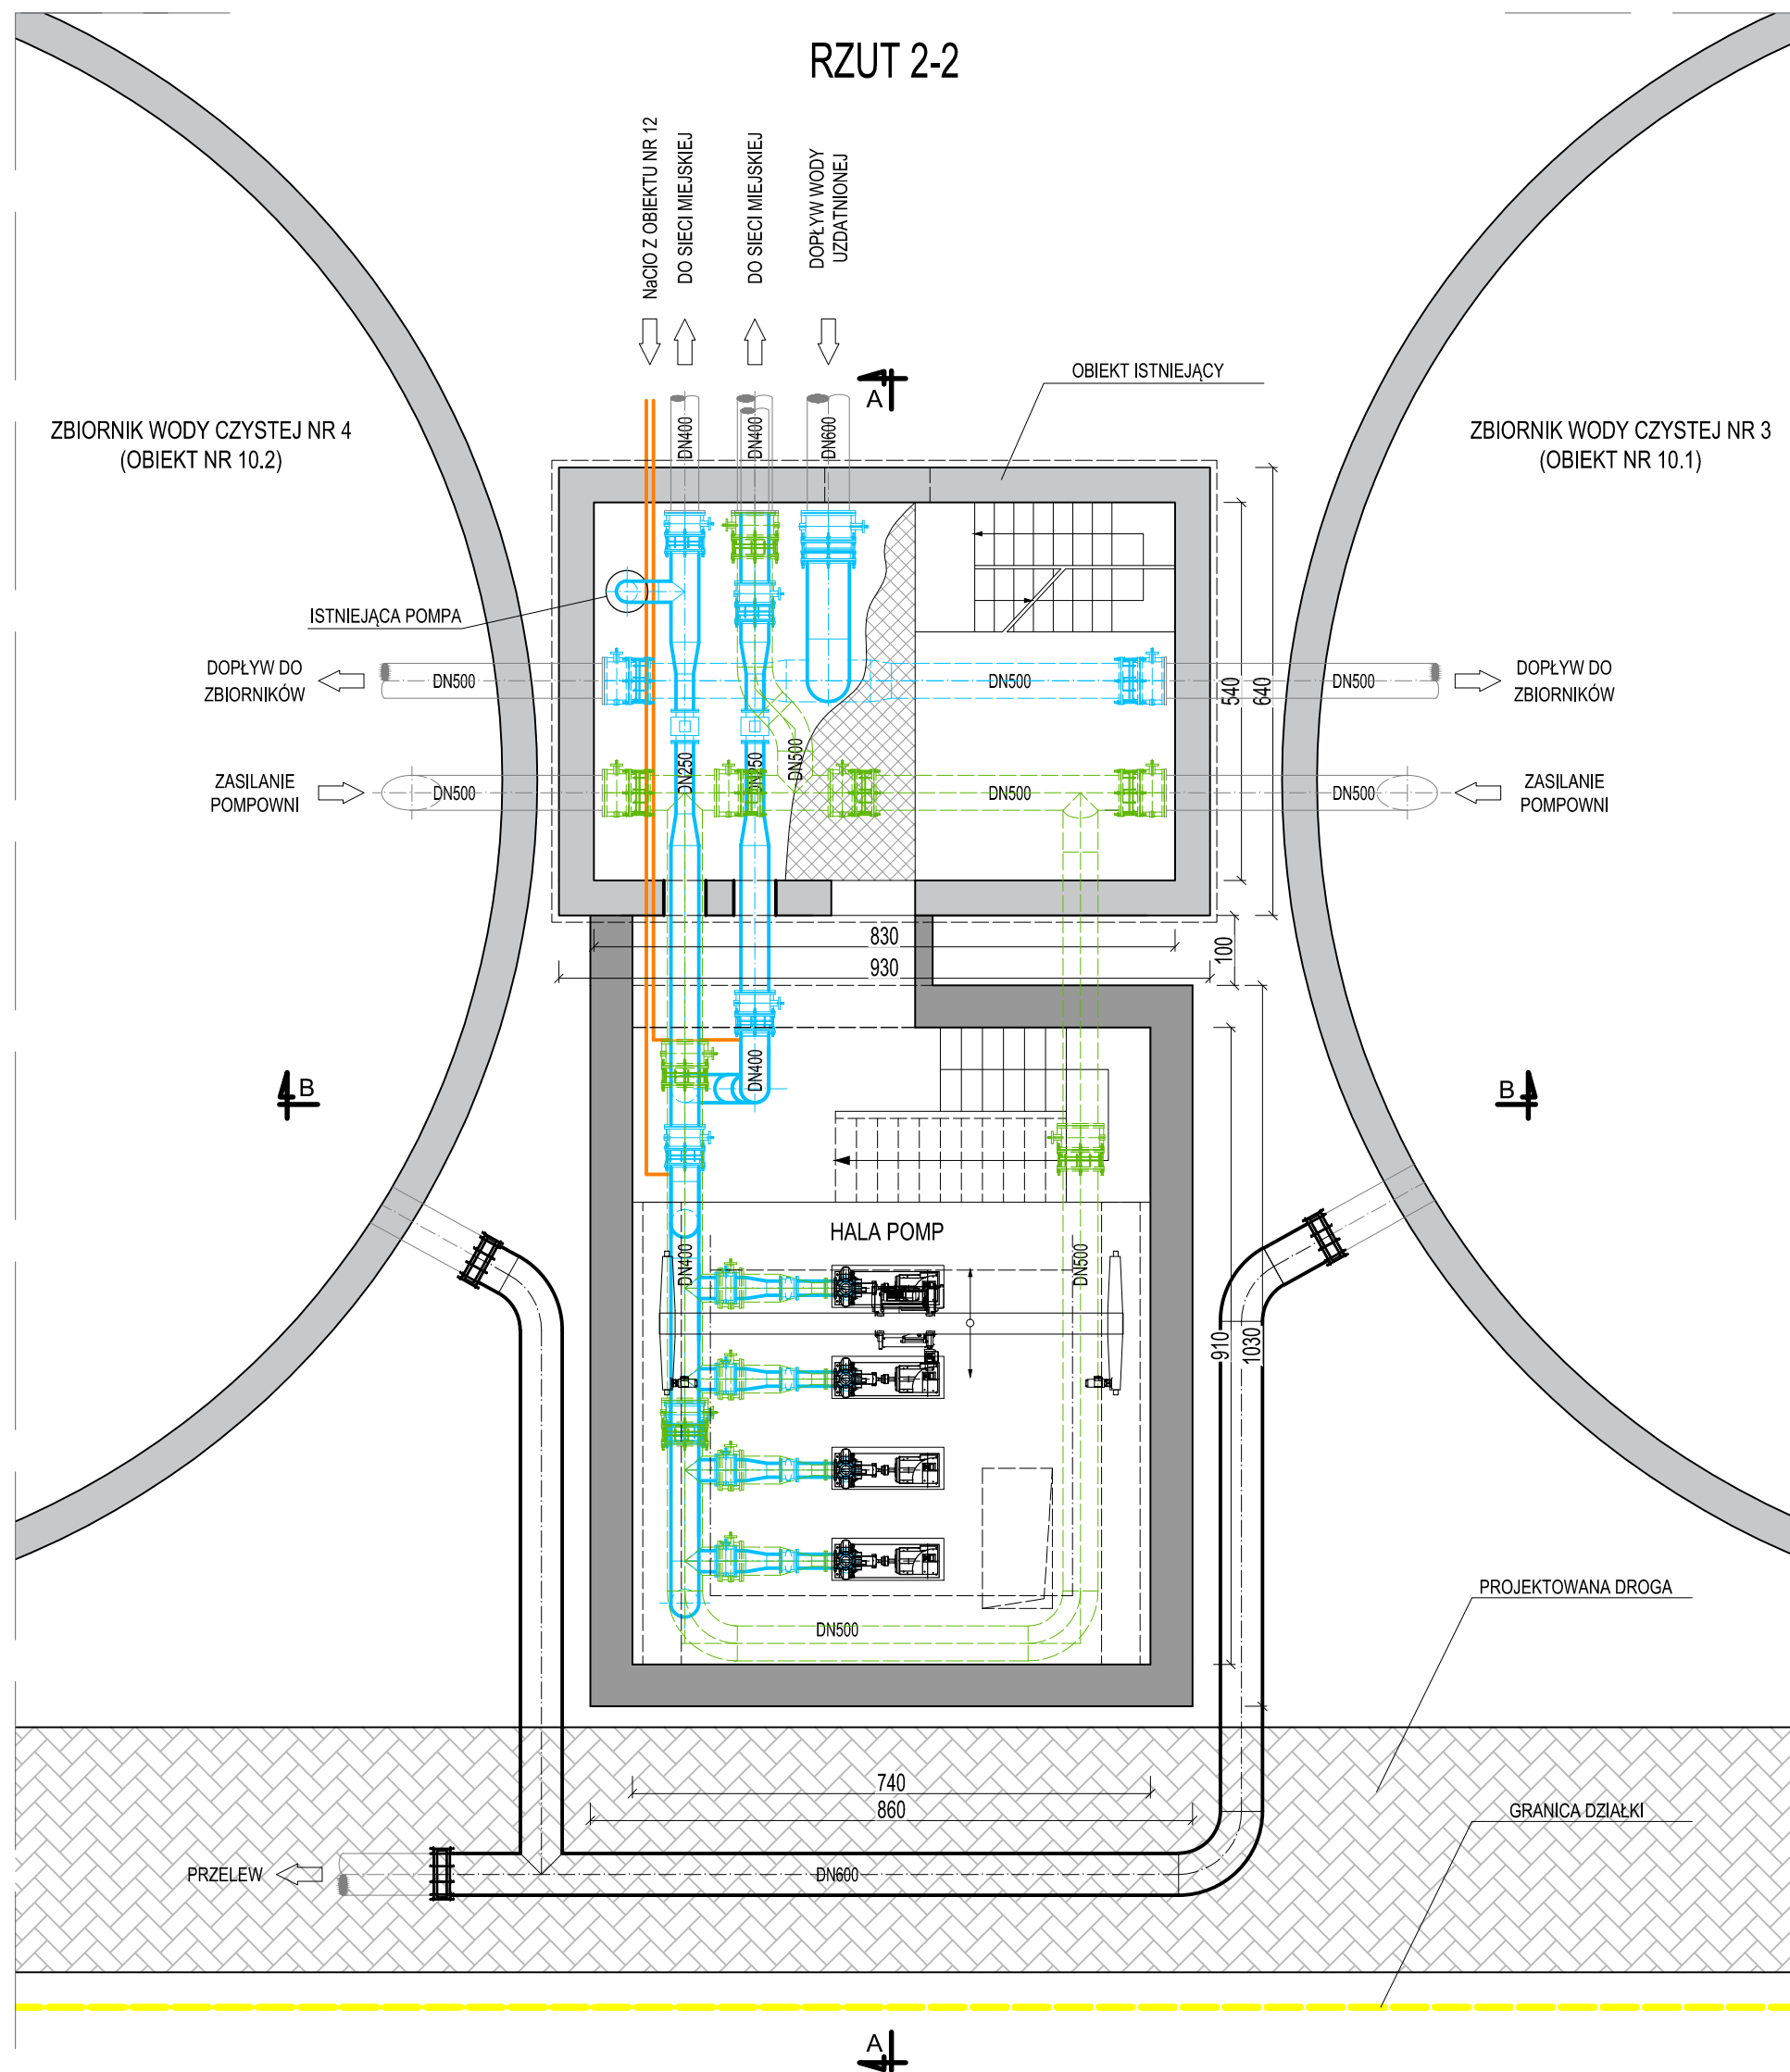 RZUT 2-2
NaClO Z OBIEKTU NR 12
DO SIECI MIEJSKIEJ
DO SIECI MIEJSKIEJ
DOPŁYW WODY
UZDATNIONEJ
A
OBIEKT ISTNIEJĄCY
ZBIORNIK WODY CZYSTEJ NR 4
(OBIEKT NR 10.2)
ZBIORNIK WODY CZYSTEJ NR 3
(OBIEKT NR 10.1)
DN400
DN400
DN600
ISTNIEJĄCA POMPA
DOPŁYW DO
ZBIORNIKÓW
DN500
DN500
DN500
DOPŁYW DO
ZBIORNIKÓW
540
640
DN250
DN250
DN500
ZASILANIE
POMPOWNI
DN500
DN500
DN500
ZASILANIE
POMPOWNI
830
930
100
DN400
B
B
HALA POMP
DN400
DN500
910
1030
DN500
PROJEKTOWANA DROGA
740
860
GRANICA DZIAŁKI
PRZELEW
DN600
A